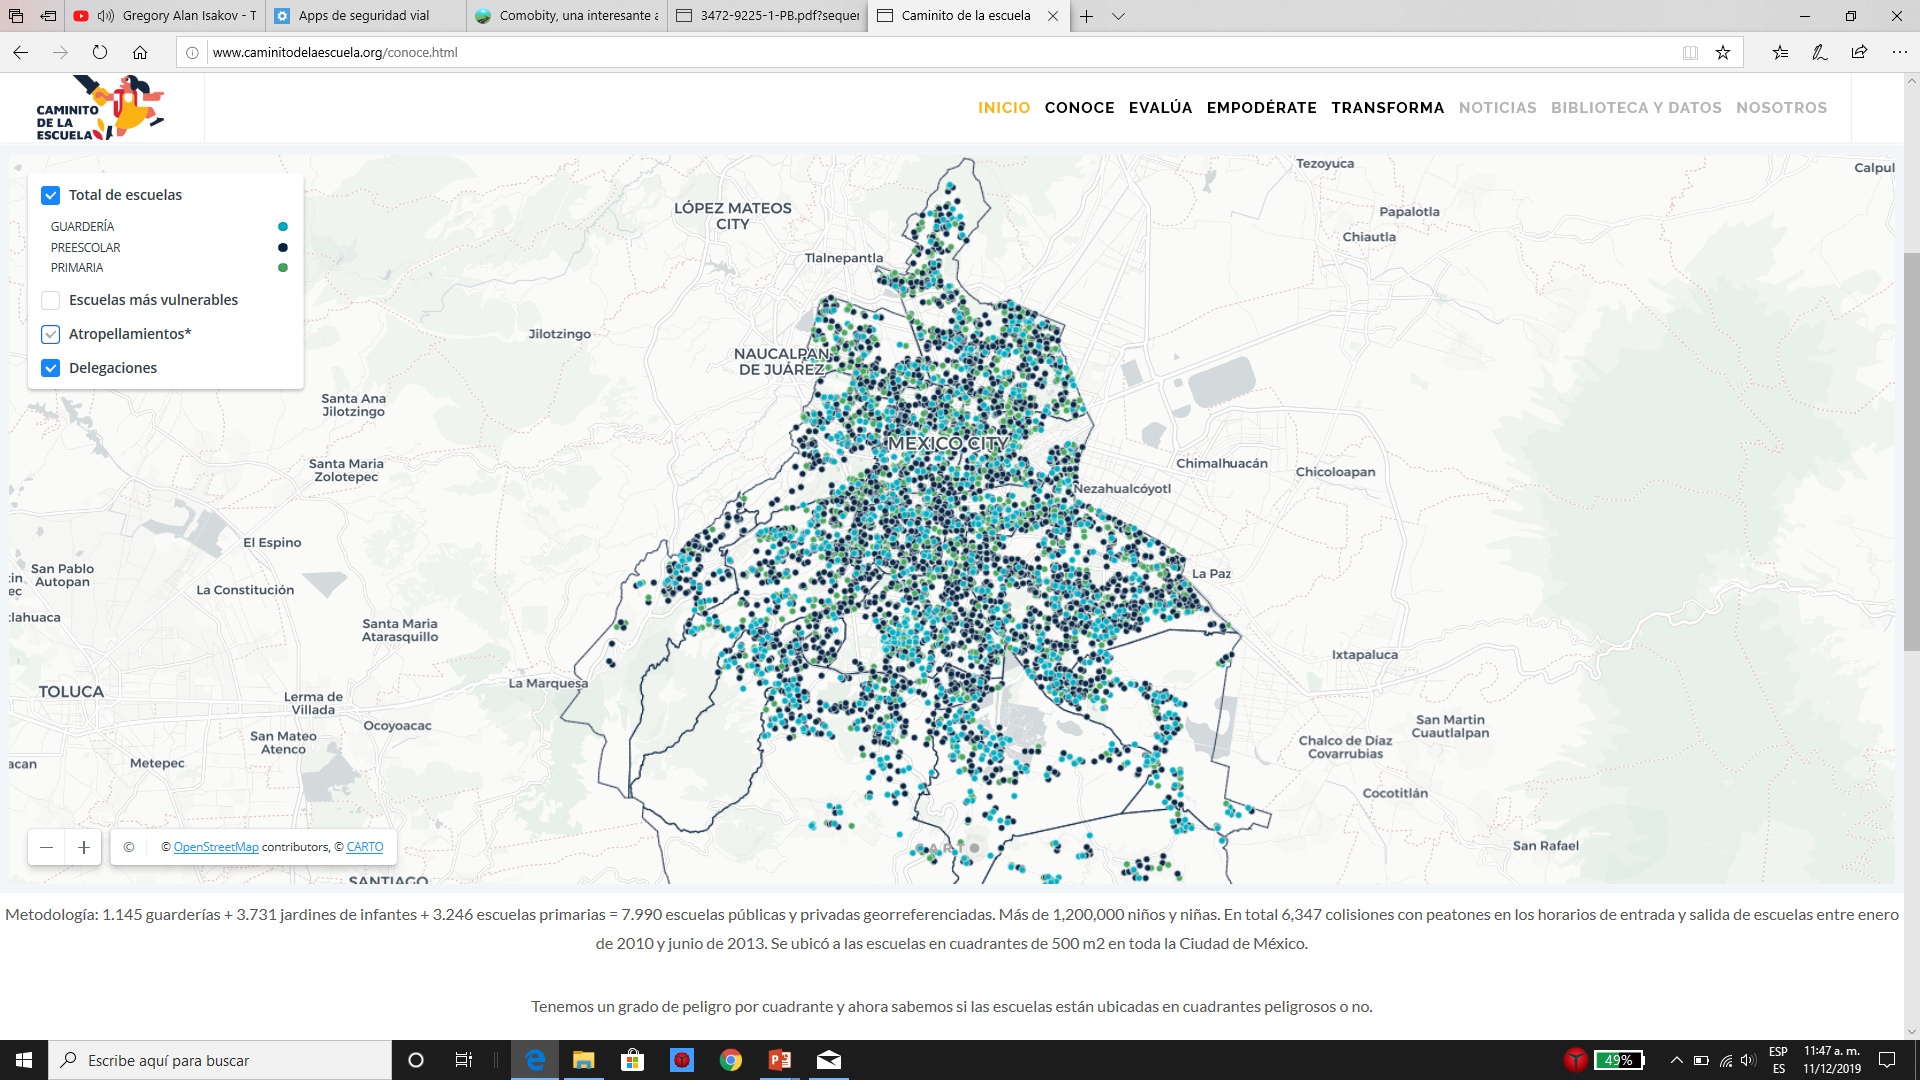 Gregory Alan Isakov - T
Apps de seguridad vial
Comobity, una interesante a
3472-9225-1-PB.pdf?sequer
Caminito de la escuela
www.caminitodelaescuela.org/conoce.html
CAMINITO
DE LA
ESCUELA
INICIO CONOCE EVALÚA EMPODÉRATE TRANSFORMA NOTICIAS BIBLIOTECA Y DATOS NOSOTROS
Total de escuelas
GUARDERÍA
PREESCOLAR
PRIMARIA
Escuelas más vulnerables
Atropellamientos*
Delegaciones
Tezoyuca
Calpul
LÓPEZ MATEOS
CITY
Papalotla
Chiautla
Tlalnepantla
Jilotzingo
NAUCALPAN
DE JUÁREZ
Santa Ana
Jilotzingo
MEXICO CITY
Santa Maria
Zolotepec
Chimalhuacán
Chicoloapan
Nezahualcóyotl
El Espino
San Pablo
Autopan
tin
ec
La Constitución
La Paz
tlahuaca
Santa Maria
Atarasquillo
Ixtapaluca
La Marquesa
TOLUCA
Lerma de
Villada
Ocoyoacac
San Martin
Cuautlalpan
San Mateo
Atenco
Chalco de Díaz
Covarrubias
acan
Metepec
Cocotitlán
San Rafael
SANTIAGO
© © OpenStreetMap contributors, © CARTO
Metodología: 1.145 guarderías + 3.731 jardines de infantes + 3.246 escuelas primarias = 7.990 escuelas públicas y privadas georreferenciadas. Más de 1,200,000 niños y niñas. En total 6,347 colisiones con peatones en los horarios de entrada y salida de escuelas entre enero
de 2010 y junio de 2013. Se ubicó a las escuelas en cuadrantes de 500 m2 en toda la Ciudad de México.
Tenemos un grado de peligro por cuadrante y ahora sabemos si las escuelas están ubicadas en cuadrantes peligrosos o no.
Escribe aquí para buscar
49%
ESP
ES
11:47 a. m.
11/12/2019